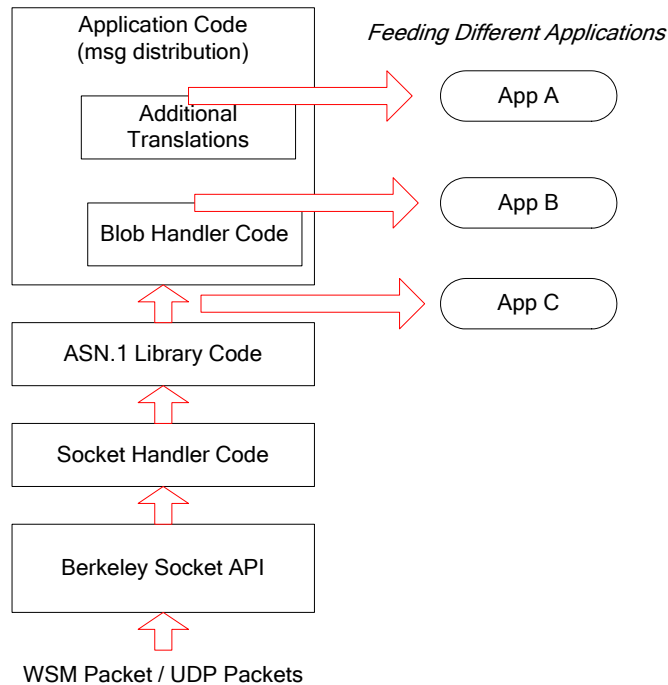 Application Code
(msg distribution)
Feeding Different Applications
Additional
Translations
App A
Blob Handler Code
App B
App C
ASN.1 Library Code
Socket Handler Code
Berkeley Socket API
WSM Packet / UDP Packets